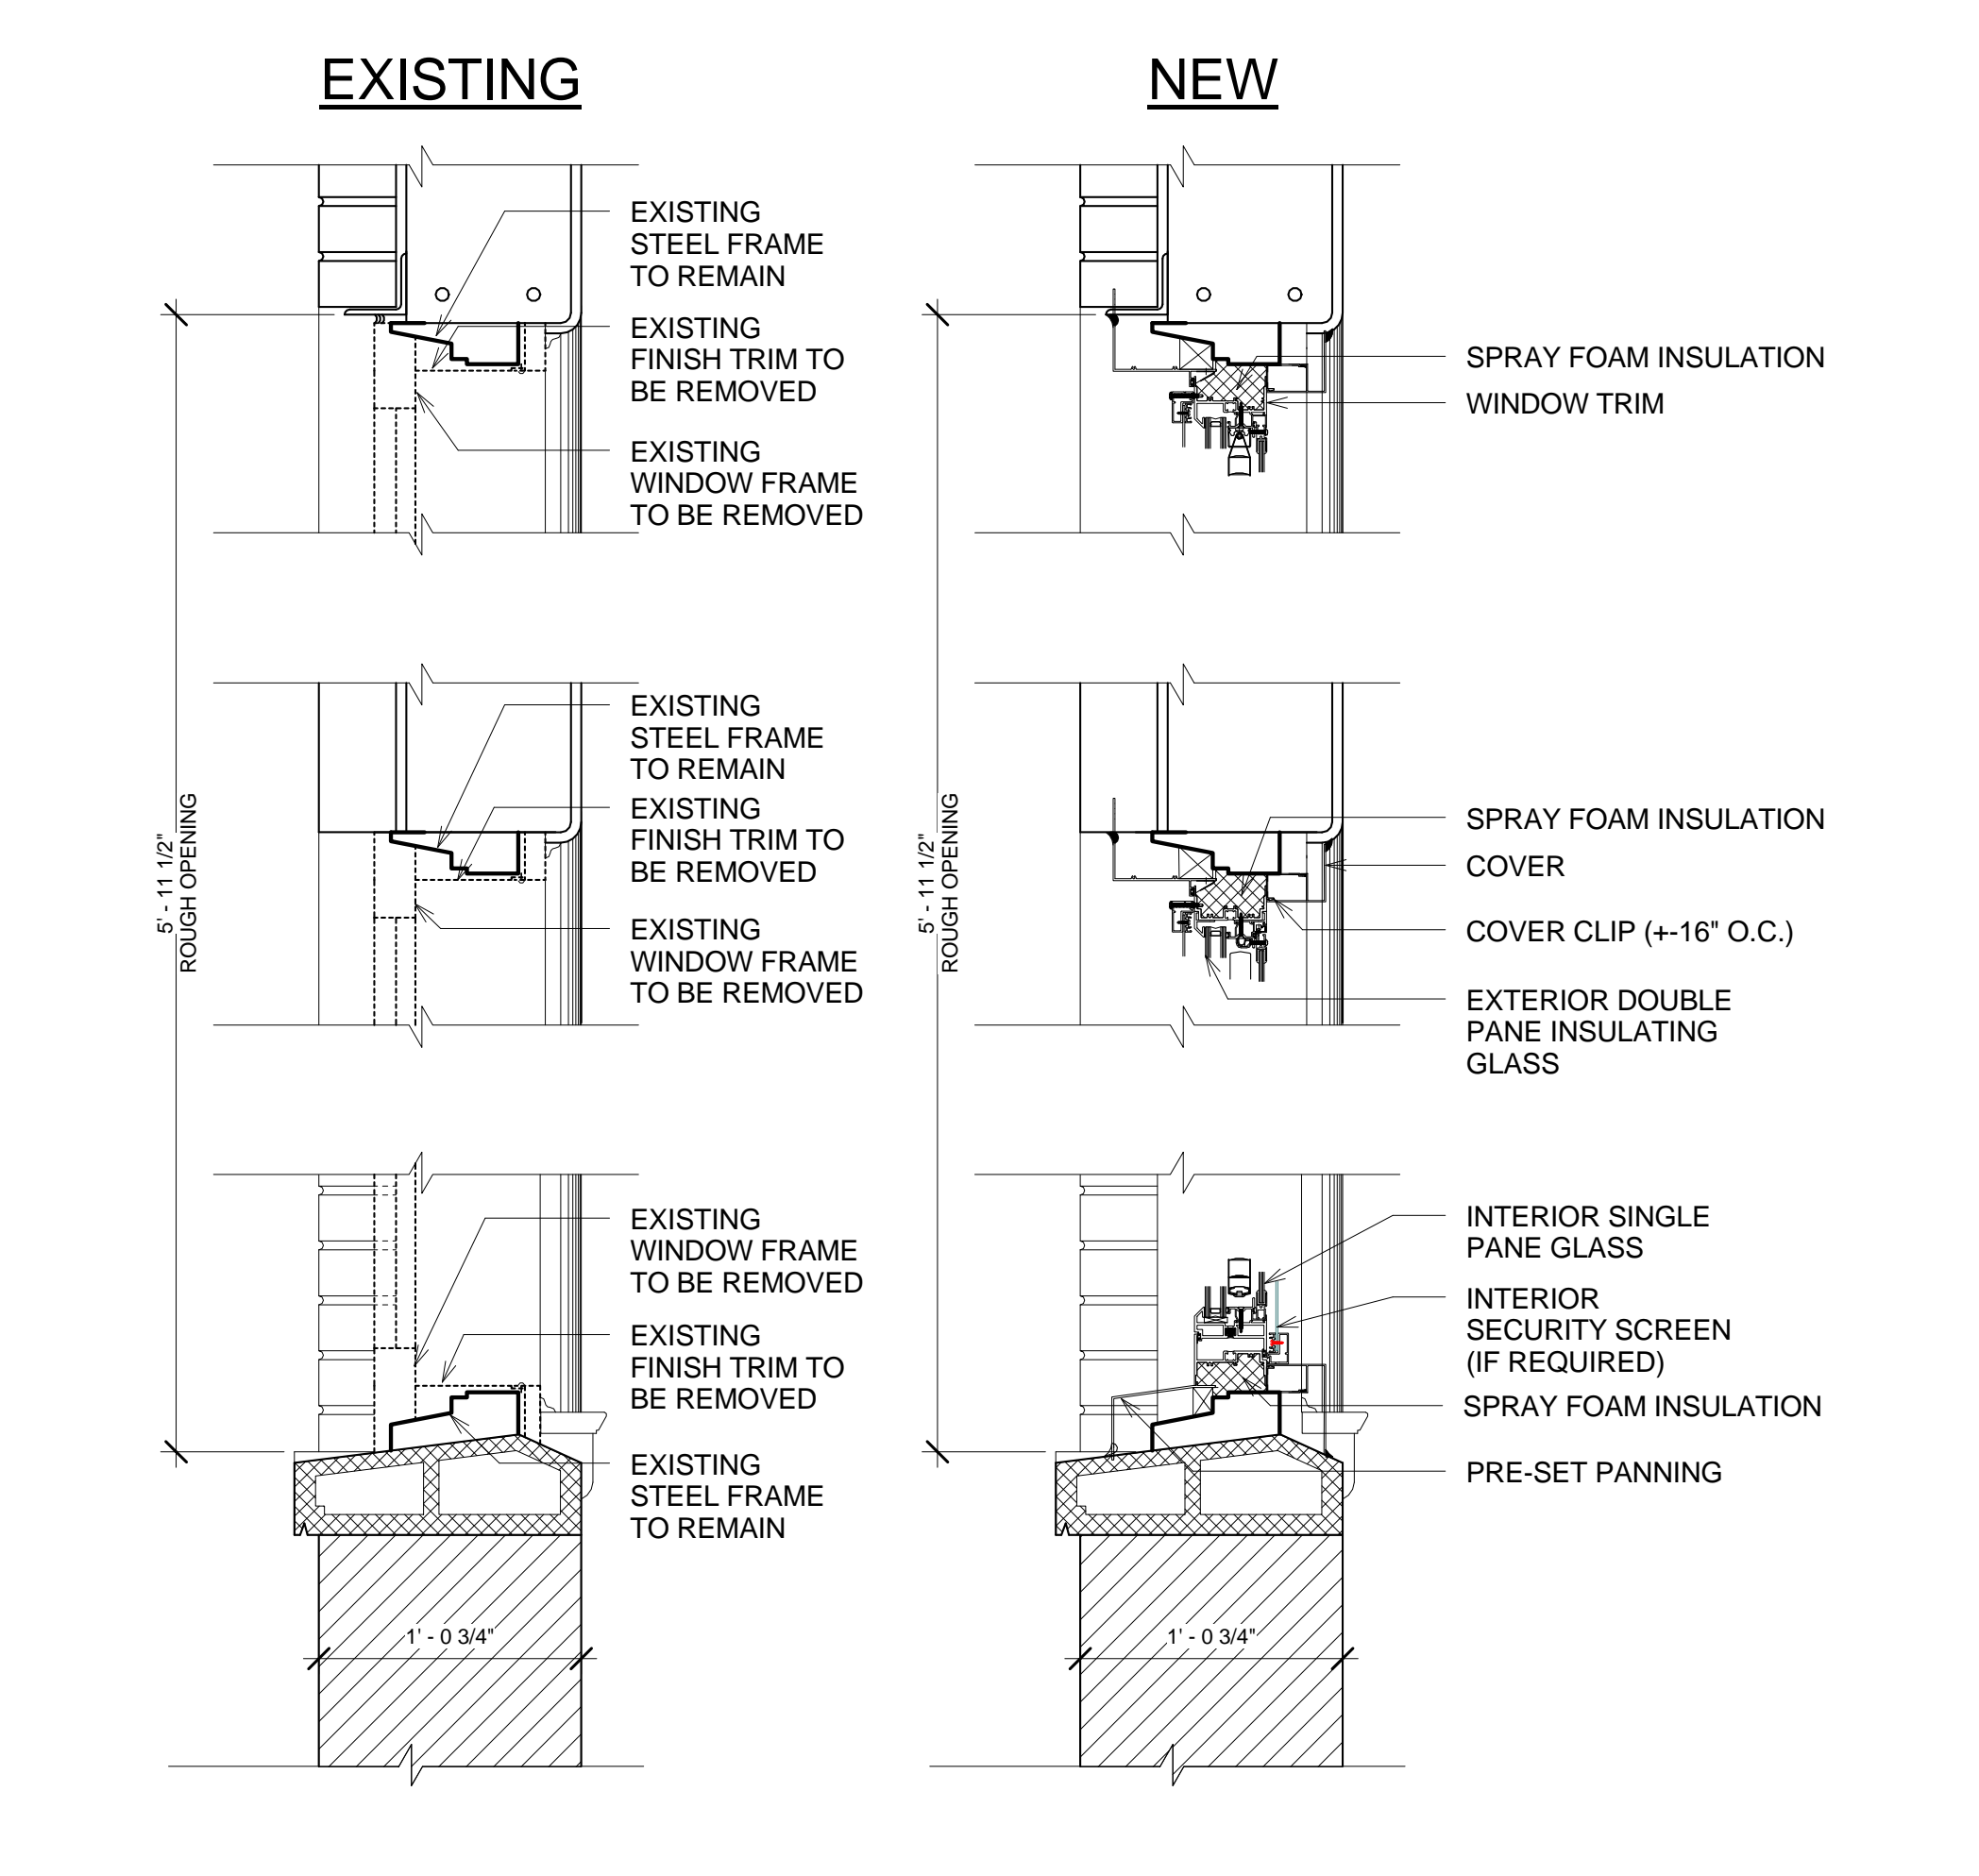 EXISTING
EXISTING
STEEL FRAME
TO REMAIN
EXISTING
FINISH TRIM TO
BE REMOVED
EXISTING
WINDOW FRAME
TO BE REMOVED
EXISTING
STEEL FRAME
TO REMAIN
EXISTING
FINISH TRIM TO
BE REMOVED
5' - 11 1/2"
ROUGH OPENING
EXISTING
WINDOW FRAME
TO BE REMOVED
EXISTING
WINDOW FRAME
TO BE REMOVED
EXISTING
FINISH TRIM TO
BE REMOVED
EXISTING
STEEL FRAME
TO REMAIN
1' - 0 3/4"
NEW
SPRAY FOAM INSULATION
WINDOW TRIM
5' - 11 1/2"
ROUGH OPENING
SPRAY FOAM INSULATION
COVER
COVER CLIP (+-16" O.C.)
EXTERIOR DOUBLE
PANE INSULATING
GLASS
INTERIOR SINGLE
PANE GLASS
INTERIOR
SECURITY SCREEN
(IF REQUIRED)
SPRAY FOAM INSULATION
PRE-SET PANNING
1' - 0 3/4"